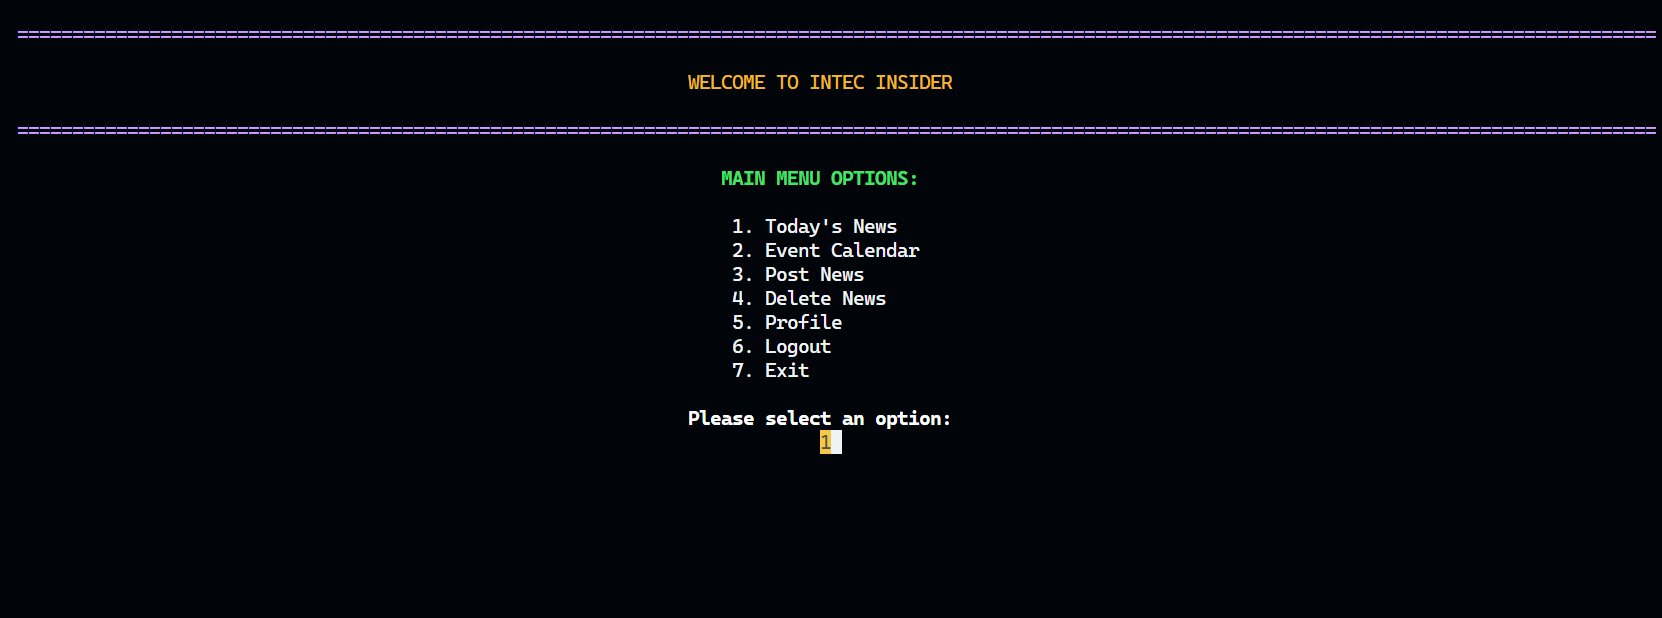 =====================================================================================================================================================
WELCOME TO INTEC INSIDER
=====================================================================================================================================================
MAIN MENU OPTIONS:
1. Today's News
2. Event Calendar
3. Post News
4. Delete News
5. Profile
6. Logout
7. Exit
Please select an option:
1